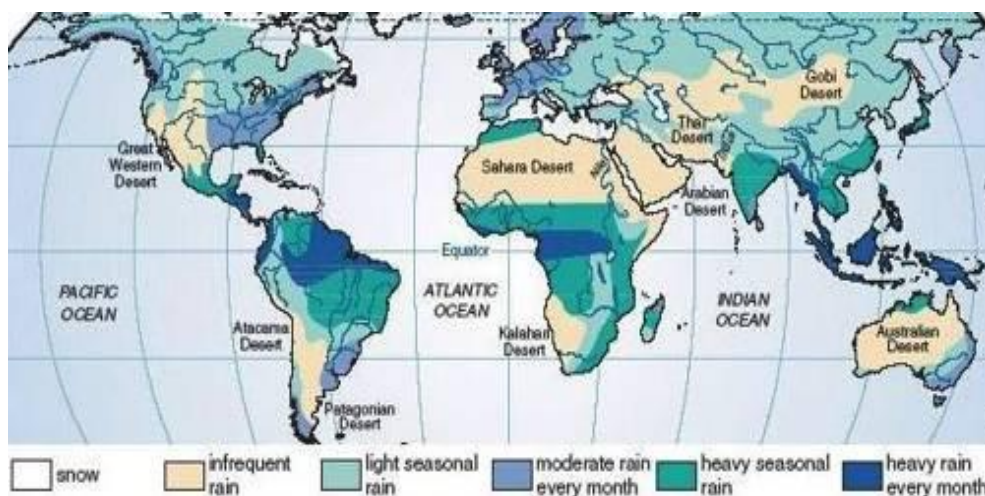 Gobi
Desert
Thar
Desert
Indus
Great
Western
Desert
Sahara Desert
Nile
Arabian
Desert
Equator
PACIFIC
OCEAN
ATLANTIC
OCEAN
INDIAN
OCEAN
Atacama
Desert
Kalahari
Desert
Australian
Desert
Patagonian
Desert
snow
infrequent
rain
light seasonal
rain
moderate rain
every month
heavy seasonal
rain
heavy rain
every month